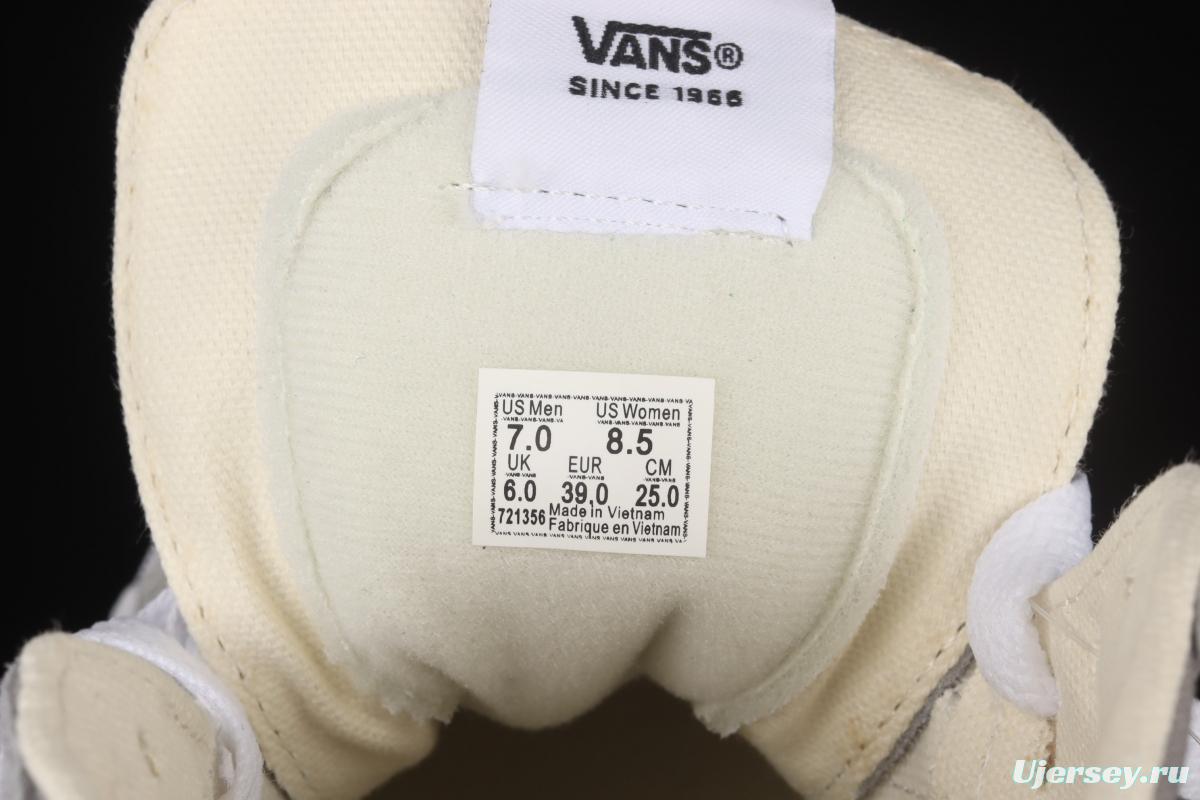 VANS®
SINCE 1966
US Men US Women
7.0 8.5
UK EUR CM
6.0 39.0 25.0
721356 Made in Vietnam
Fabrique en Vietnam
Ujersey.ru